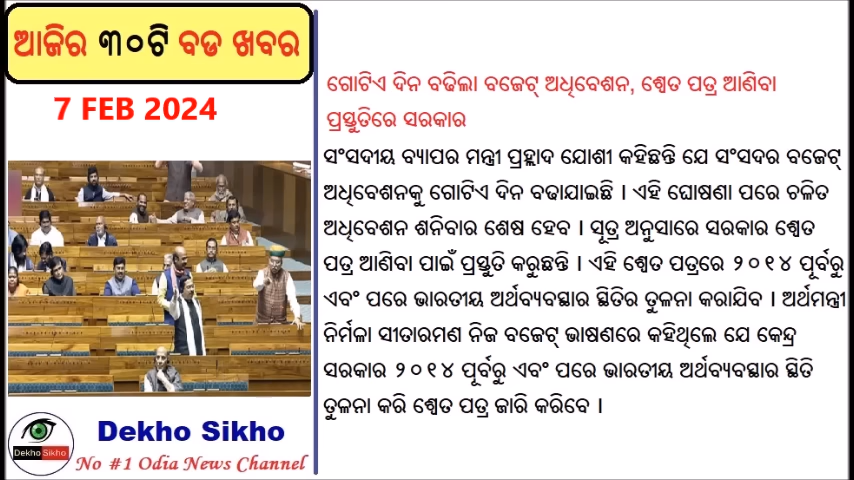 ଆଜିର ୩୦ଟି ବଡ ଖବର
7 FEB 2024
ଗୋଟିଏ ଦିନ ବଢିଲା ବଜେଟ୍ ଅଧିବେଶନ, ଶ୍ୱେତ ପତ୍ର ଆଣିବା
ପ୍ରସ୍ତୁତିରେ ସରକାର
ସଂସଦୀୟ ବ୍ୟାପର ମନ୍ତ୍ରୀ ପ୍ରହ୍ଲାଦ ଯୋଶୀ କହିଛନ୍ତି ଯେ ସଂସଦର ବଜେଟ୍
ଅଧିବେଶନକୁ ଗୋଟିଏ ଦିନ ବଢାଯାଇଛି । ଏହି ଘୋଷଣା ପରେ ଚଳିତ
ଅଧିବେଶନ ଶନିବାର ଶେଷ ହେବ । ସୂତ୍ର ଅନୁସାରେ ସରକାର ଶ୍ୱେତ
ପତ୍ର ଆଣିବା ପାଇଁ ପ୍ରସ୍ତୁତି କରୁଛନ୍ତି । ଏହି ଶ୍ୱେତ ପତ୍ରରେ ୨୦୧୪ ପୂର୍ବରୁ
ଏବଂ ପରେ ଭାରତୀୟ ଅର୍ଥବ୍ୟବସ୍ଥାର ସ୍ଥିତିର ତୁଳନା କରାଯିବ । ଅର୍ଥମନ୍ତ୍ରୀ
ନିର୍ମଳା ସୀତାରମଣ ନିଜ ବଜେଟ୍ ଭାଷଣରେ କହିଥିଲେ ଯେ କେନ୍ଦ୍ର
ସରକାର ୨୦୧୪ ପୂର୍ବରୁ ଏବଂ ପରେ ଭାରତୀୟ ଅର୍ଥବ୍ୟବସ୍ଥାର ସ୍ଥିତି
ତୁଳନା କରି ଶ୍ୱେତ ପତ୍ର ଜାରି କରିବେ ।
Dekho Sikho
Dekho Sikho
No #1 Odia News Channel